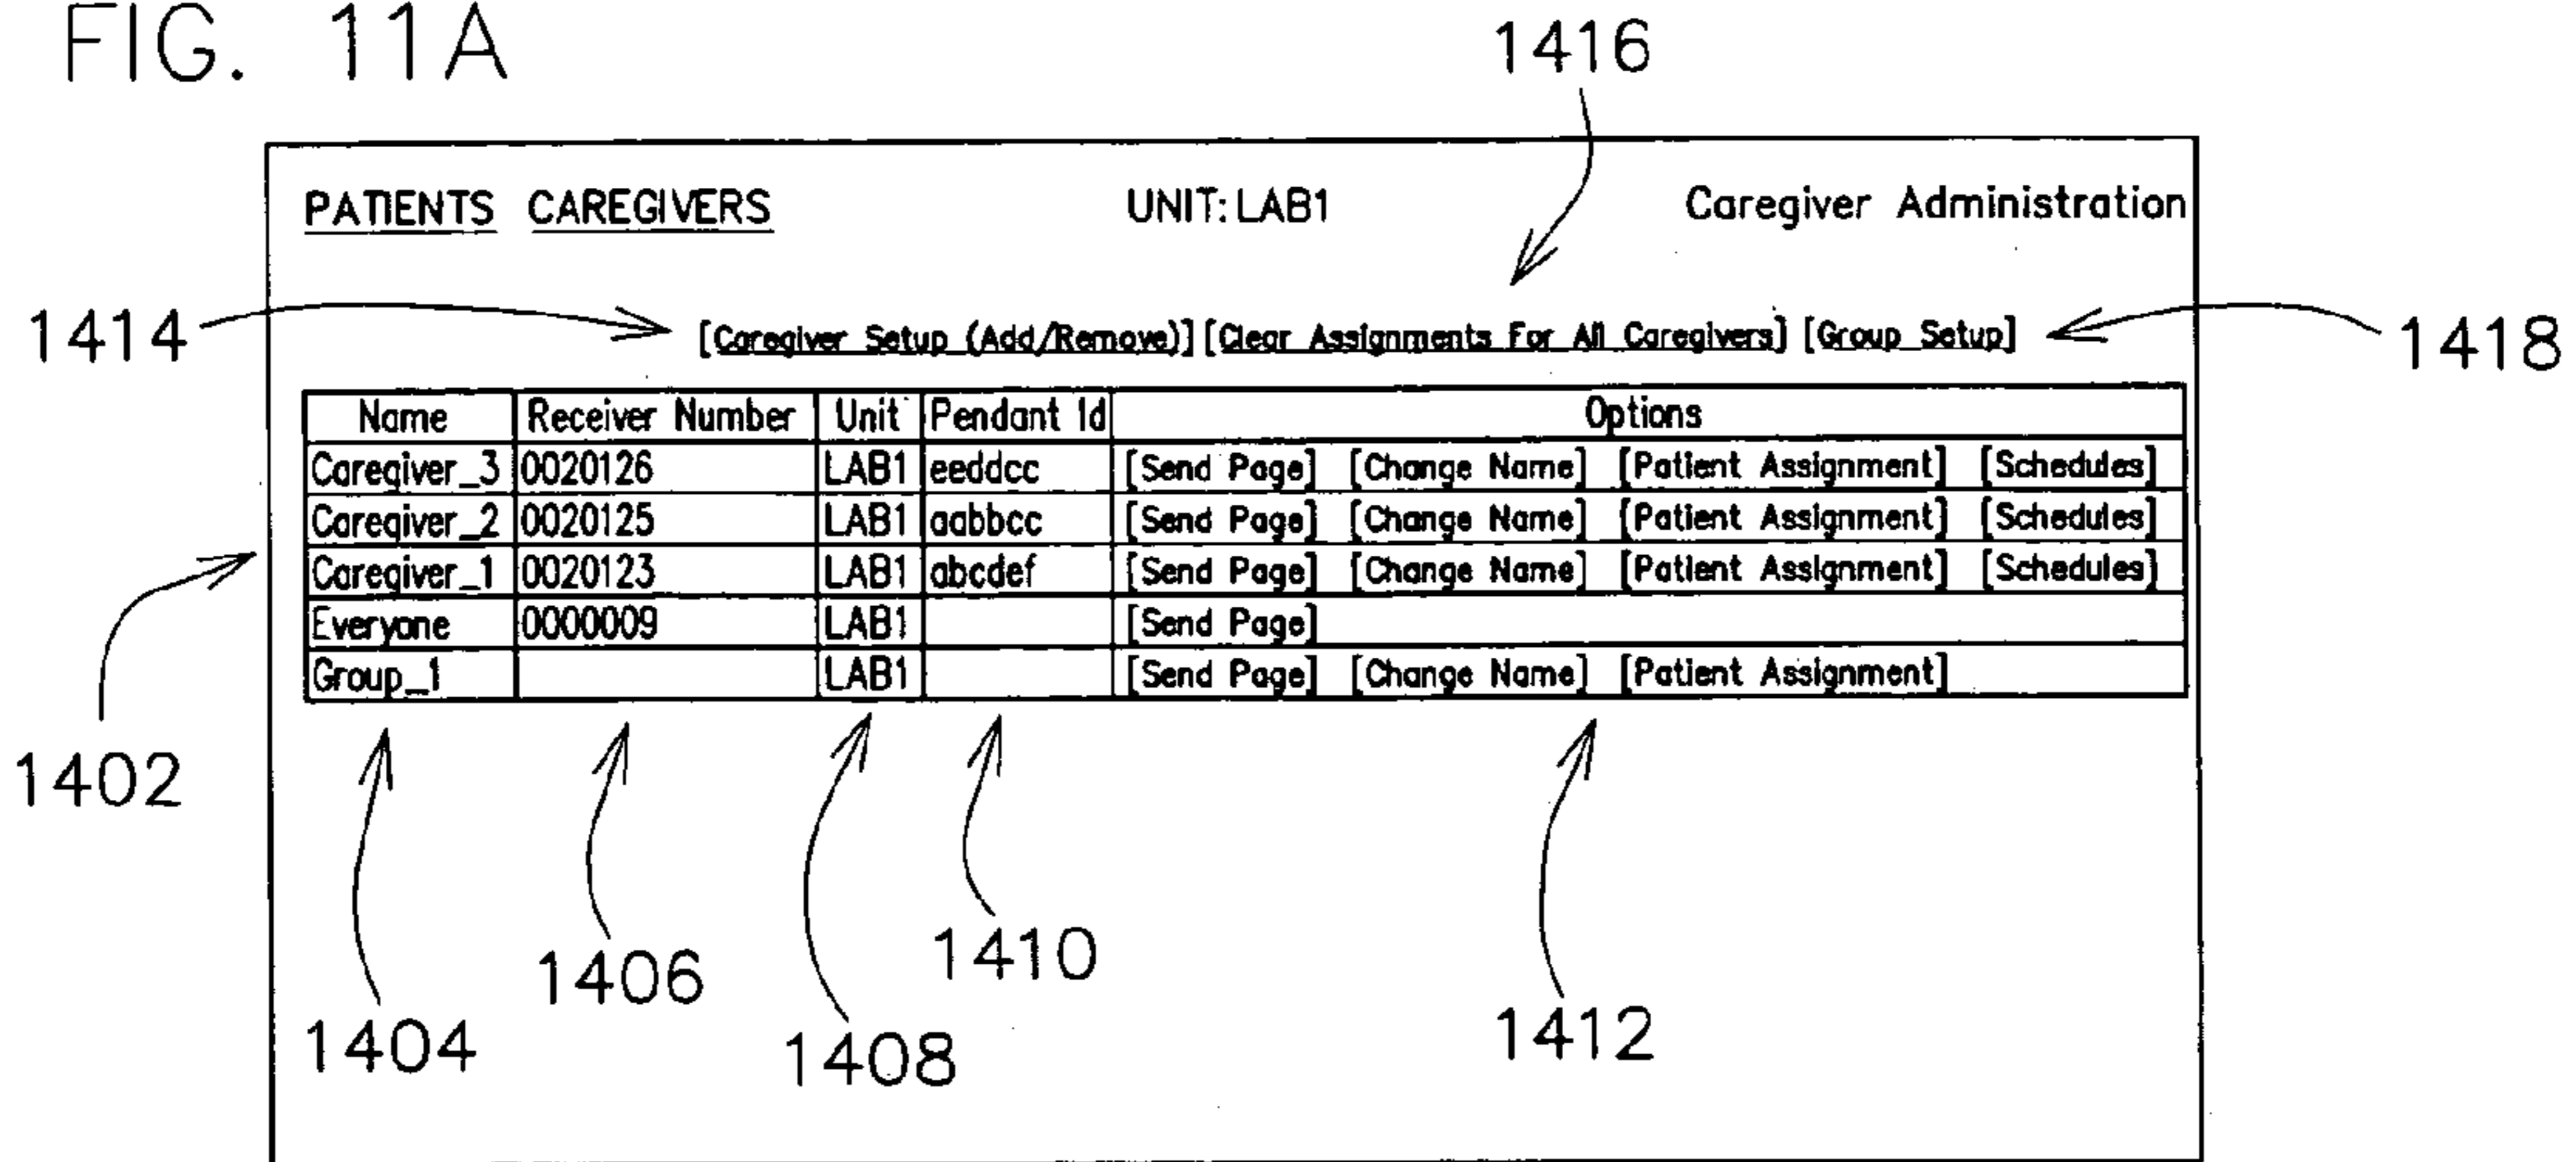 FIG. 11A
1416
PATIENTS CAREGIVERS UNIT: LAB1 Caregiver Administration
1414 [Caregiver Setup (Add/Remove)] [Clear Assignments For All Caregivers] [Group Setup] 1418
Name Receiver Number Unit Pendant Id Options
Caregiver_3 0020126 LAB1 eeddcc [Send Page] [Change Name] [Patient Assignment] [Schedules]
Caregiver_2 0020125 LAB1 aabbcc [Send Page] [Change Name] [Patient Assignment] [Schedules]
Caregiver_1 0020123 LAB1 abcdef [Send Page] [Change Name] [Patient Assignment] [Schedules]
Everyone 0000009 LAB1 [Send Page]
Group_1 LAB1 [Send Page] [Change Name] [Patient Assignment]
1402
1404 1406 1408 1410 1412